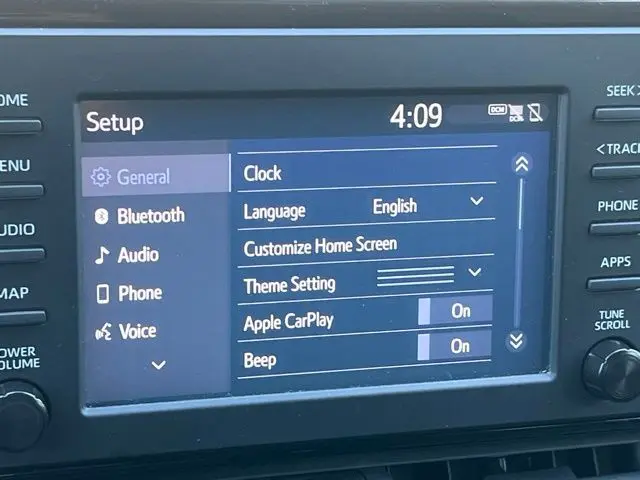 Setup
4:09
DCM
General
Bluetooth
Audio
Phone
Voice
Clock
Language English
Customize Home Screen
Theme Setting
Apple CarPlay On
Beep On
OME
ENU
UDIO
MAP
OWER
OLUME
SEEK >
< TRACK
PHONE
APPS
TUNE
SCROLL